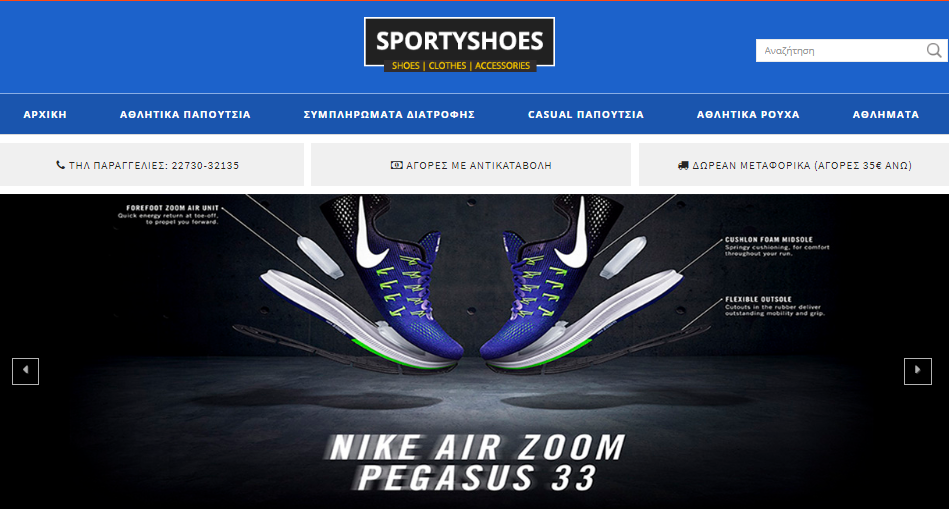 SPORTYSHOES
SHOES | CLOTHES | ACCESSORIES
Αναζήτηση
ΑΡΧΙΚΗ
ΑΘΛΗΤΙΚΑ ΠΑΠΟΥΤΣΙΑ
ΣΥΜΠΛΗΡΩΜΑΤΑ ΔΙΑΤΡΟΦΗΣ
CASUAL ΠΑΠΟΥΤΣΙΑ
ΑΘΛΗΤΙΚΑ ΡΟΥΧΑ
ΑΘΛΗΜΑΤΑ
ΤΗΛ ΠΑΡΑΓΓΕΛΙΕΣ: 22730-32135
ΑΓΟΡΕΣ ΜΕ ΑΝΤΙΚΑΤΑΒΟΛΗ
ΔΩΡΕΑΝ ΜΕΤΑΦΟΡΙΚΑ (ΑΓΟΡΕΣ 35€ ΑΝΩ)
FOREFOOT ZOOM AIR UNIT
Quick energy return at toe-off,
to propel you forward.
CUSHLON FOAM MIDSOLE
Springy cushioning, for comfort
throughout your run.
FLEXIBLE OUTSOLE
Cutouts in the rubber deliver
outstanding mobility and grip.
NIKE AIR ZOOM
PEGASUS 33